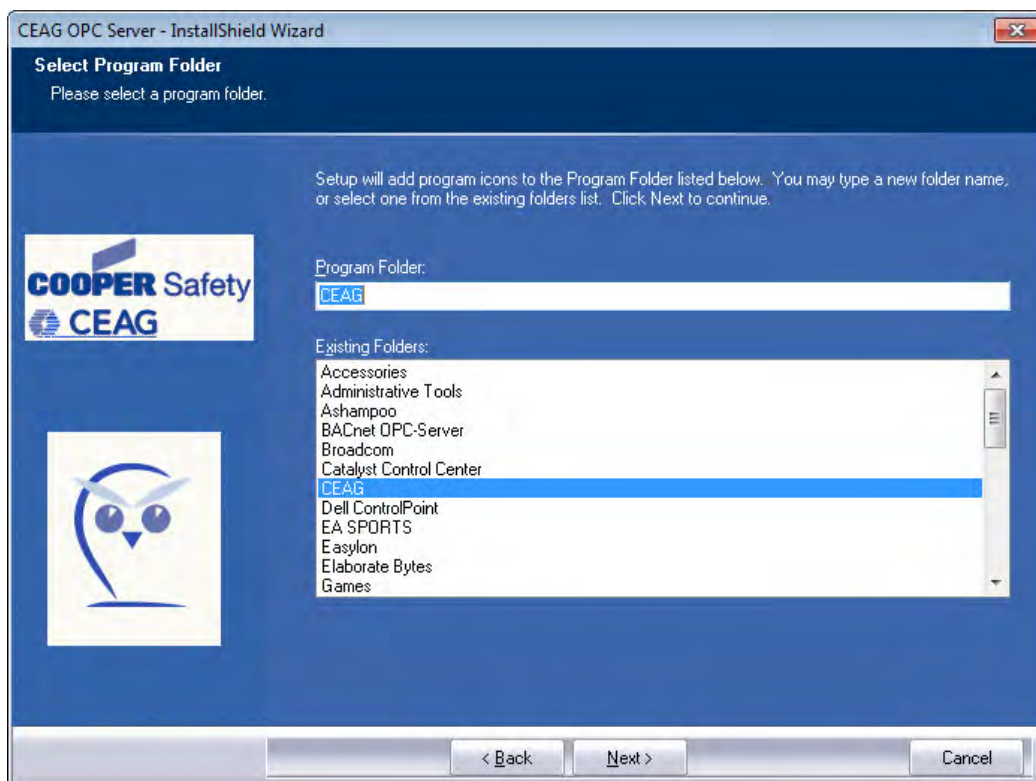 CEAG OPC Server - InstallShield Wizard
Select Program Folder
Please select a program folder.
Setup will add program icons to the Program Folder listed below. You may type a new folder name,
or select one from the existing folders list. Click Next to continue.
COOPER Safety
CEAG
Program Folder:
CEAG
Existing Folders:
Accessories
Administrative Tools
Ashampoo
BACnet OPC-Server
Broadcom
Catalyst Control Center
CEAG
Dell ControlPoint
EA SPORTS
Easylon
Elaborate Bytes
Games
< Back
Next >
Cancel